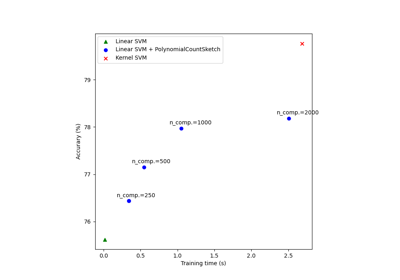 Linear SVM
Linear SVM + PolynomialCountSketch
Kernel SVM
79
78
77
76
n_comp.=2000
n_comp.=1000
n_comp.=500
n_comp.=250
Accurary (%)
0.0 0.5 1.0 1.5 2.0 2.5
Training time (s)